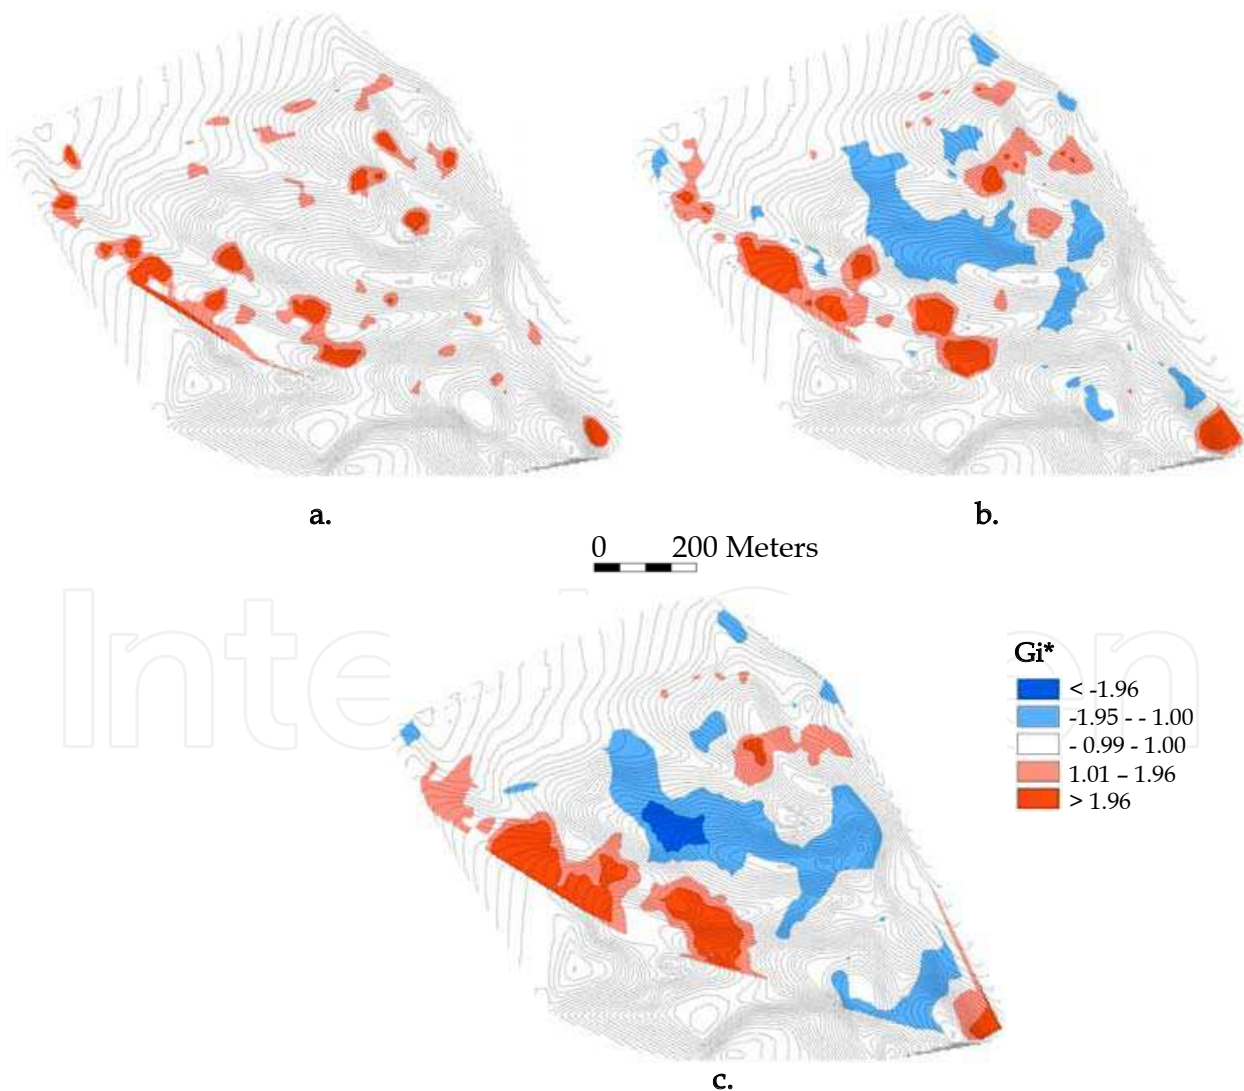 a.
b.
0 200 Meters
Gi*
< -1.96
-1.95 - - 1.00
- 0.99 - 1.00
1.01 – 1.96
> 1.96
c.